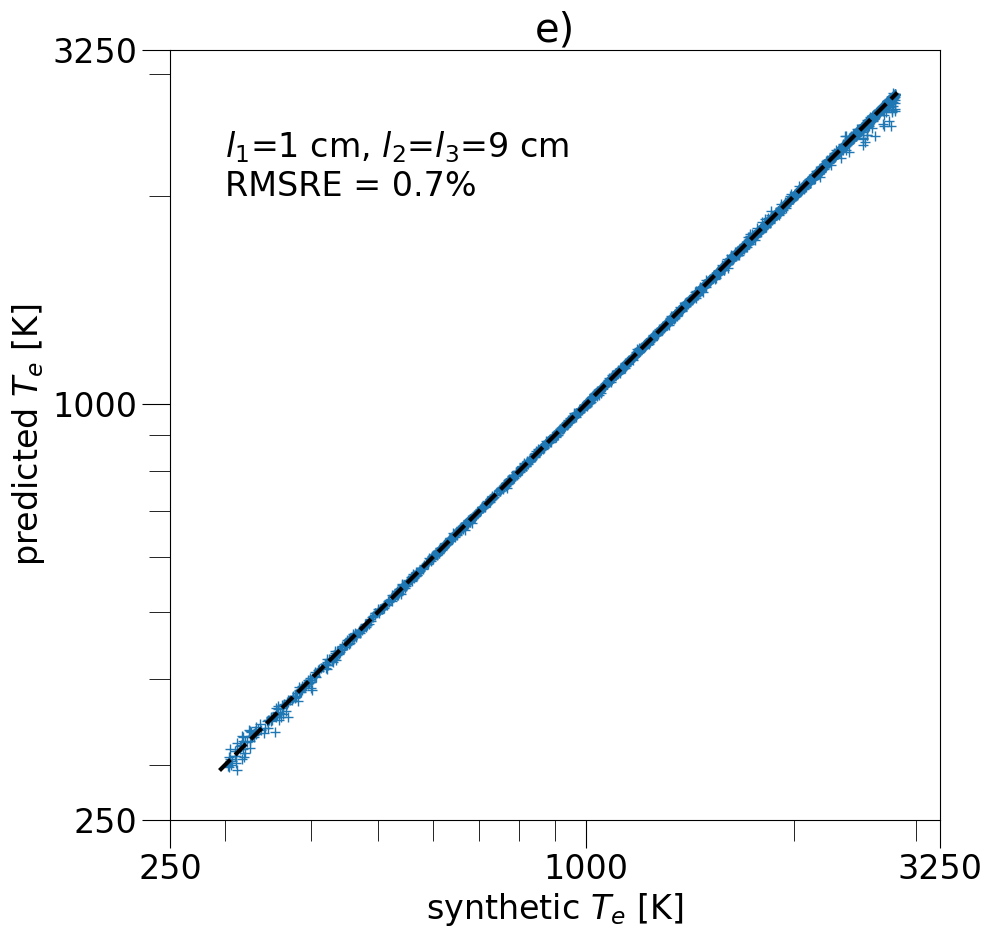 e)
3250
l₁=1 cm, l₂=l₃=9 cm
RMSRE = 0.7%
predicted Tₑ [K]
1000
250
250 1000 3250
synthetic Tₑ [K]